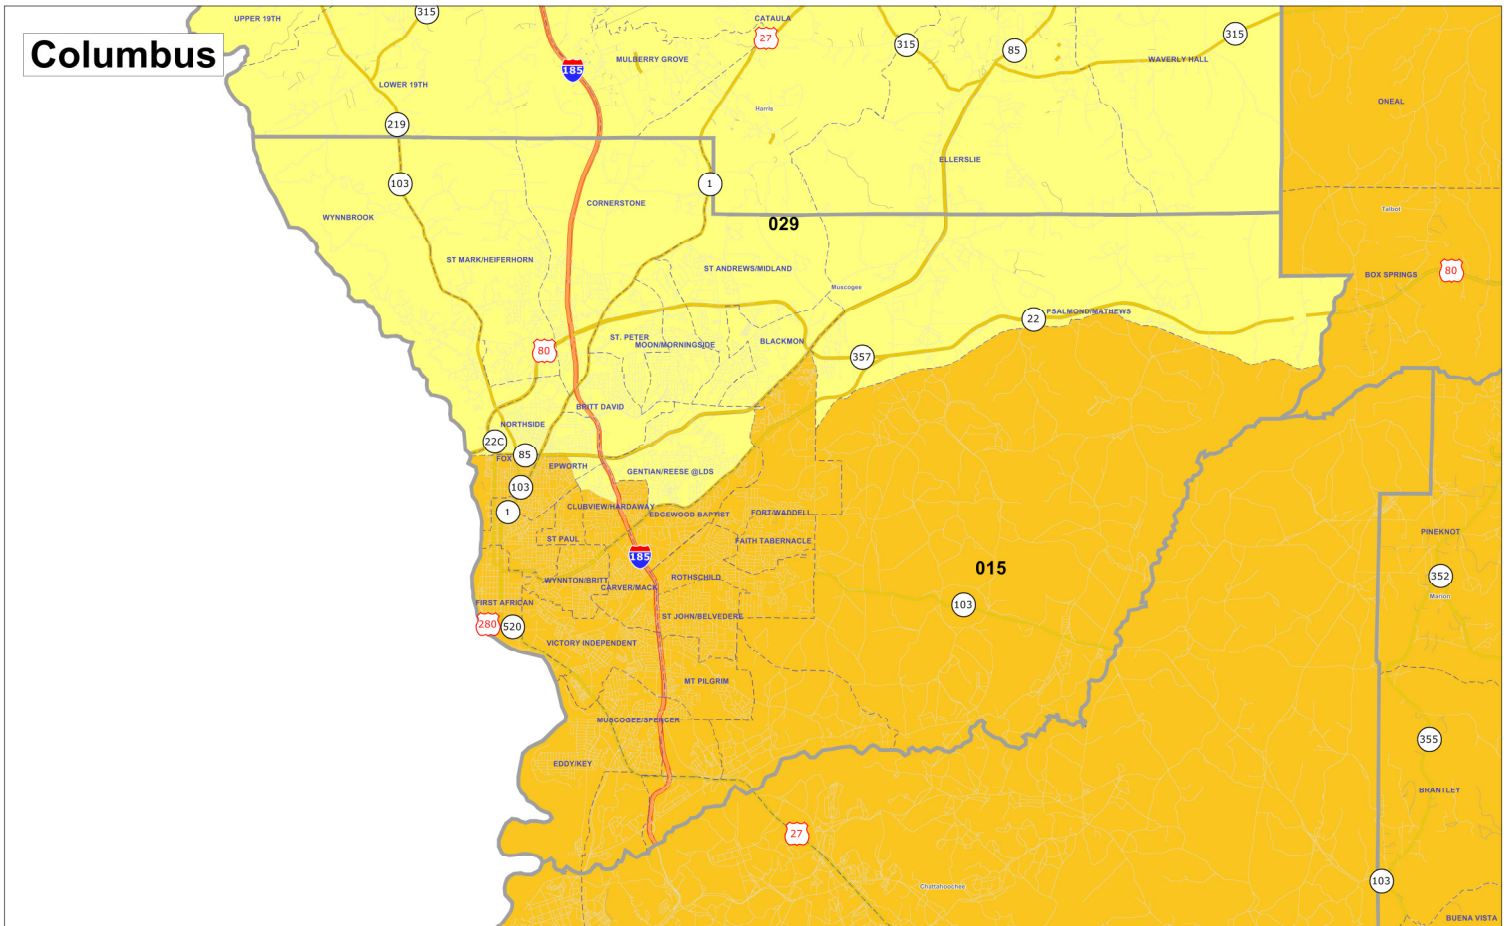 UPPER 19TH
315
CATAULA
27
315
85
315
Columbus
MULBERRY GROVE
WAVERLY HALL
185
LOWER 19TH
ONEAL
Harris
219
ELLERSLIE
103
1
CORNERSTONE
Talbot
WYNNBROOK
029
ST MARK/HEIFERHORN
ST ANDREWS/MIDLAND
BOX SPRINGS
80
Muscogee
PSALMOND/MATHEWS
22
ST. PETER
MOON/MORNINGSIDE
BLACKMON
80
357
BRITT DAVID
NORTHSIDE
22C
FOX
85
EPWORTH
GENTIAN/REESE @LDS
103
CLUBVIEW/HARDAWAY
1
EDGEWOOD BAPTIST
FORT/WADDELL
PINEKNOT
ST PAUL
FAITH TABERNACLE
185
015
WYNNTON/BRITT
ROTHSCHILD
352
CARVER/MACK
Marion
FIRST AFRICAN
103
280
520
ST JOHN/BELVEDERE
VICTORY INDEPENDENT
MT PILGRIM
MUSCOGEE/SPENCER
355
EDDY/KEY
BRANTLEY
27
103
Chattahoochee
BUENA VISTA